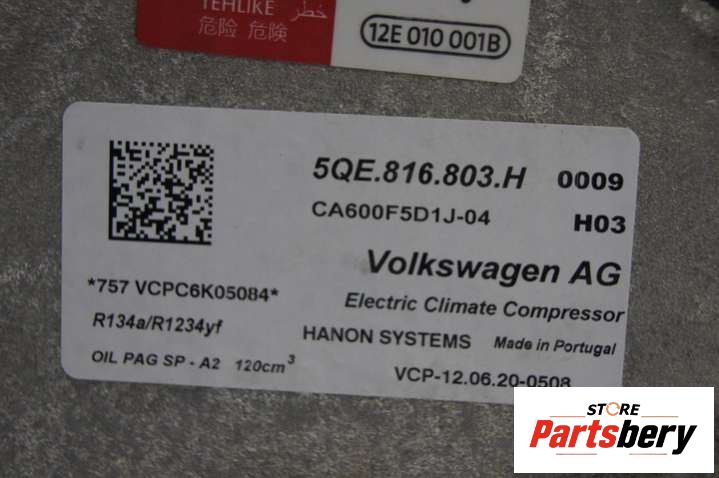 TEHLIKE خطر
危险 危険
12E 010 001B
5QE.816.803.H 0009
CA600F5D1J-04 H03
Volkswagen AG
*757 VCPC6K05084*
Electric Climate Compressor
R134a/R1234yf
HANON SYSTEMS Made in Portugal
OIL PAG SP - A2 120cm³
VCP-12.06.20-0508
STORE
Partsbery